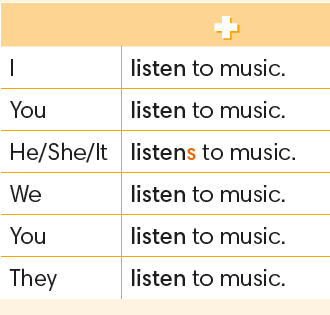 +
I listen to music.
You listen to music.
He/She/It listens to music.
We listen to music.
You listen to music.
They listen to music.